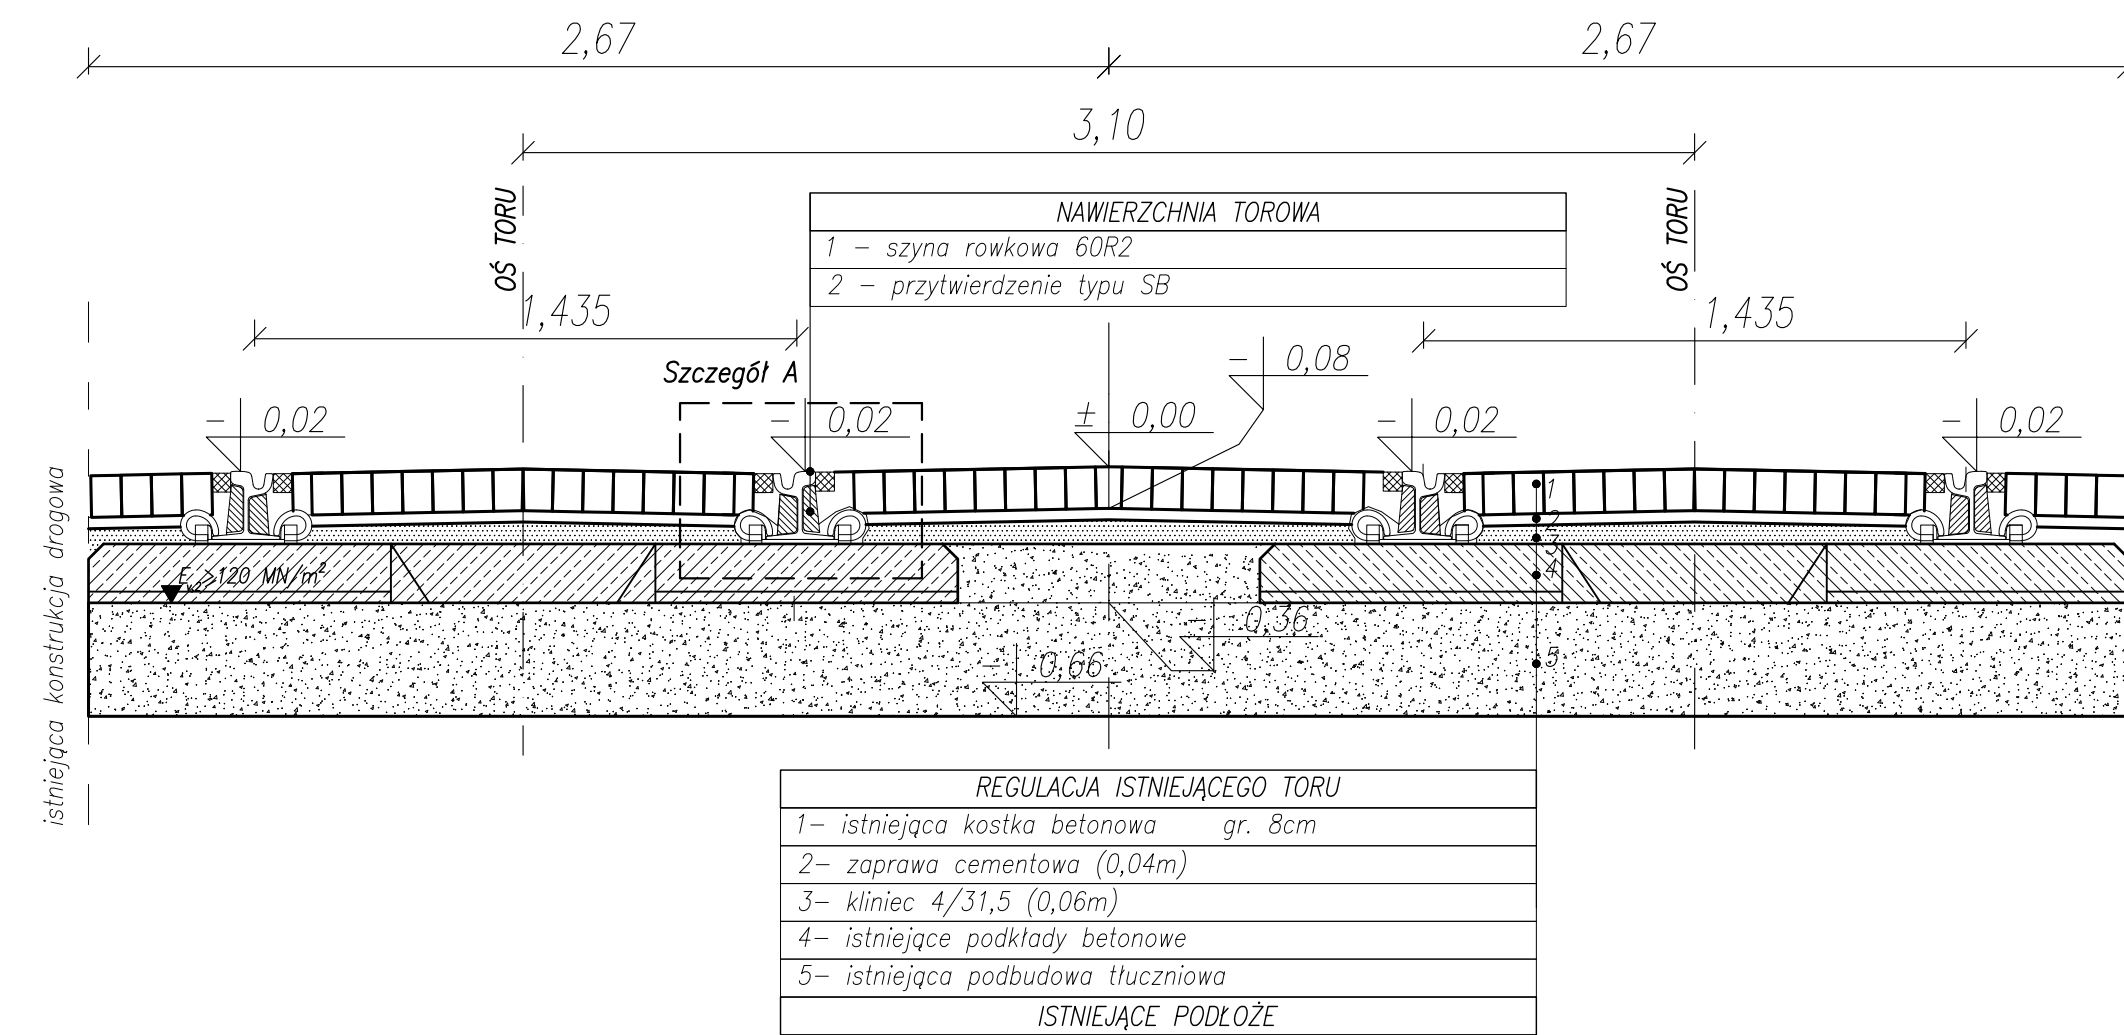 2,67
2,67
3,10
OŚ TORU
OŚ TORU
NAWIERZCHNIA TOROWA
1 – szyna rowkowa 60R2
2 – przytwierdzenie typu SB
1,435
1,435
Szczegół A
– 0,08
– 0,02
– 0,02
± 0,00
– 0,02
– 0,02
istniejąca konstrukcja drogowa
1
2
3
4
Ev2≥120 MN/m²
– 0,36
– 0,66
5
REGULACJA ISTNIEJĄCEGO TORU
1– istniejąca kostka betonowa gr. 8cm
2– zaprawa cementowa (0,04m)
3– kliniec 4/31,5 (0,06m)
4– istniejące podkłady betonowe
5– istniejąca podbudowa tłuczniowa
ISTNIEJĄCE PODŁOŻE